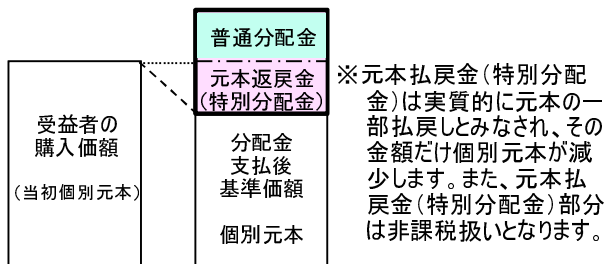 普通分配金
元本返戻金
(特別分配金)
受益者の
購入価額
(当初個別元本)
分配金
支払後
基準価額
個別元本
※元本払戻金(特別分配
金)は実質的に元本の一
部払戻しとみなされ、その
金額だけ個別元本が減
少します。また、元本払
戻金(特別分配金)部分
は非課税扱いとなります。